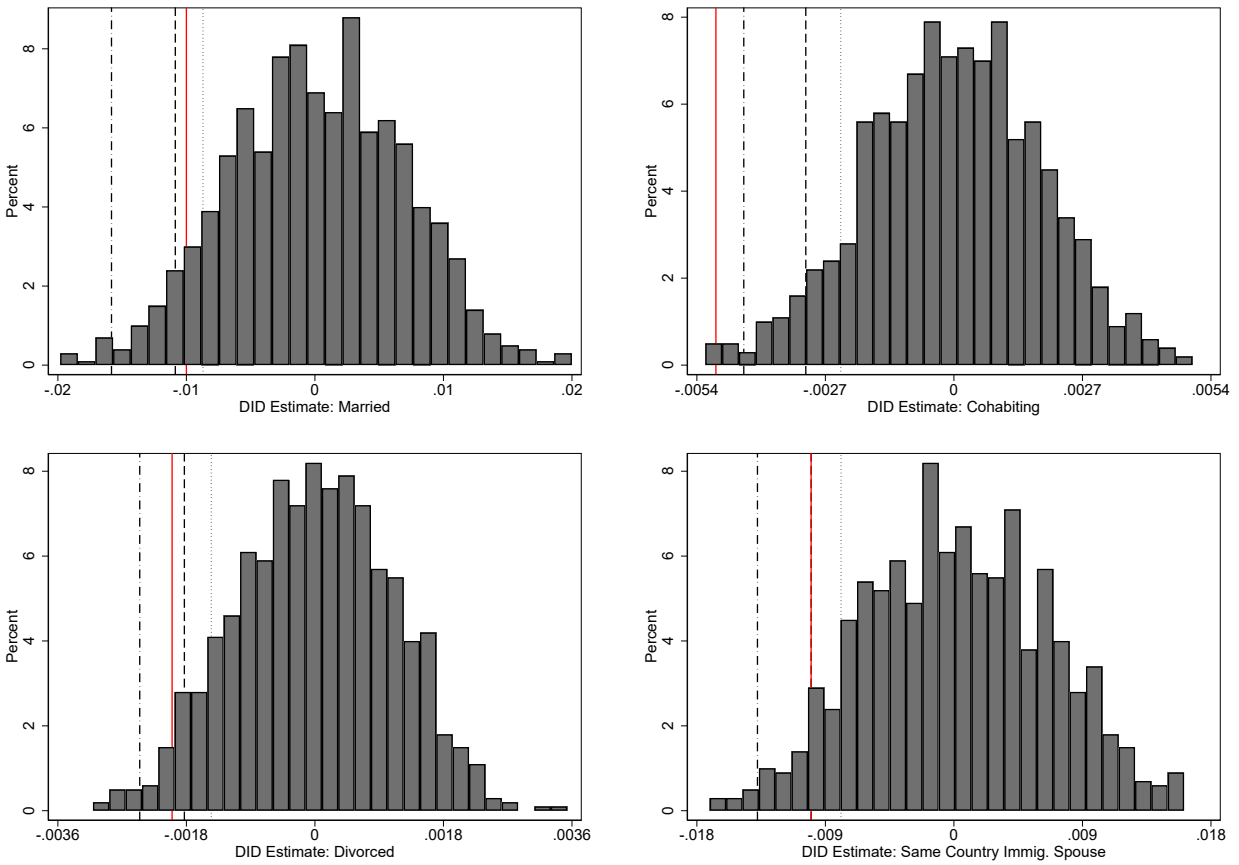 8
6
4
2
0
Percent
-.02 -.01 0 .01 .02
DID Estimate: Married
8
6
4
2
0
Percent
-.0054 -.0027 0 .0027 .0054
DID Estimate: Cohabiting
8
6
4
2
0
Percent
-.0036 -.0018 0 .0018 .0036
DID Estimate: Divorced
8
6
4
2
0
Percent
-.018 -.009 0 .009 .018
DID Estimate: Same Country Immig. Spouse